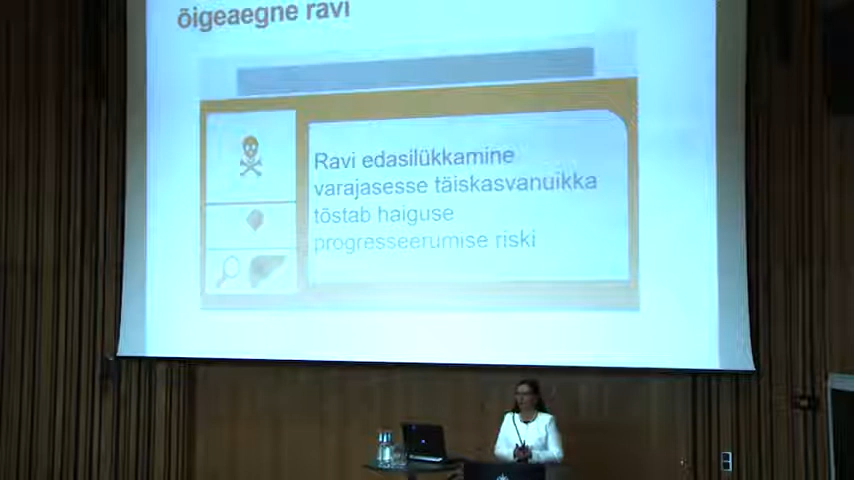 õigeaegne ravi
Ravi edasilükkamine
varajasesse täiskasvanuikka
tõstab haiguse
progresseerumise riski